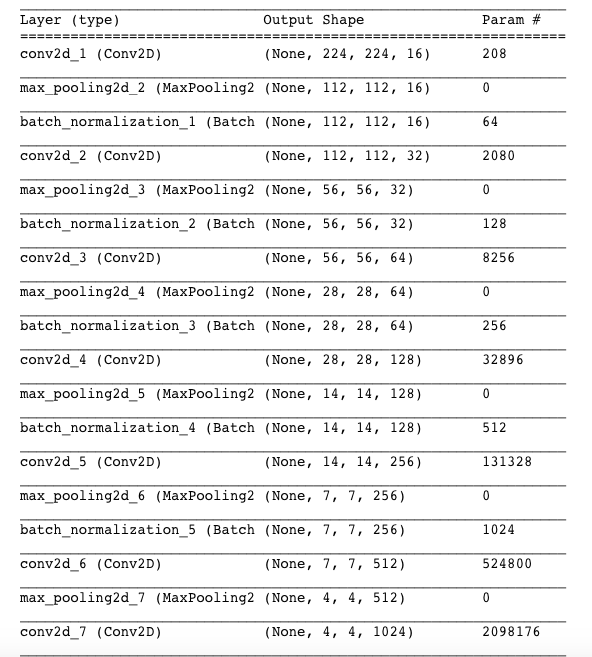 Layer (type) Output Shape Param #
=================================================================
conv2d_1 (Conv2D) (None, 224, 224, 16) 208
max_pooling2d_2 (MaxPooling2 (None, 112, 112, 16) 0
batch_normalization_1 (Batch (None, 112, 112, 16) 64
conv2d_2 (Conv2D) (None, 112, 112, 32) 2080
max_pooling2d_3 (MaxPooling2 (None, 56, 56, 32) 0
batch_normalization_2 (Batch (None, 56, 56, 32) 128
conv2d_3 (Conv2D) (None, 56, 56, 64) 8256
max_pooling2d_4 (MaxPooling2 (None, 28, 28, 64) 0
batch_normalization_3 (Batch (None, 28, 28, 64) 256
conv2d_4 (Conv2D) (None, 28, 28, 128) 32896
max_pooling2d_5 (MaxPooling2 (None, 14, 14, 128) 0
batch_normalization_4 (Batch (None, 14, 14, 128) 512
conv2d_5 (Conv2D) (None, 14, 14, 256) 131328
max_pooling2d_6 (MaxPooling2 (None, 7, 7, 256) 0
batch_normalization_5 (Batch (None, 7, 7, 256) 1024
conv2d_6 (Conv2D) (None, 7, 7, 512) 524800
max_pooling2d_7 (MaxPooling2 (None, 4, 4, 512) 0
conv2d_7 (Conv2D) (None, 4, 4, 1024) 2098176